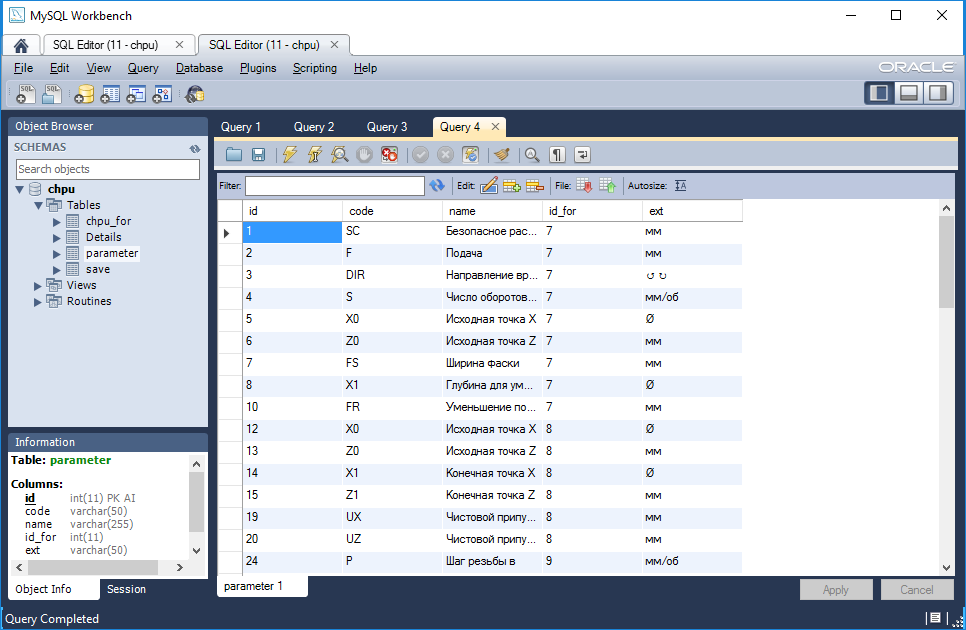 MySQL Workbench
SQL Editor (11 - chpu) ×
SQL Editor (11 - chpu) ×
File Edit View Query Database Plugins Scripting Help
ORACLE
Object Browser
SCHEMAS
Search objects
chpu
Tables
chpu_for
Details
parameter
save
Views
Routines
Information
Table: parameter
Columns:
id int(11) PK AI
code varchar(50)
name varchar(255)
id_for int(11)
ext varchar(50)
Object Info Session
Query 1 Query 2 Query 3 Query 4 ×
Filter: Edit: File: Autosize:
id code name id_for ext
1 SC Безопасное рас... 7 мм
2 F Подача 7 мм
3 DIR Направление вр... 7 ↺ ↻
4 S Число оборотов... 7 мм/об
5 X0 Исходная точка X 7 Ø
6 Z0 Исходная точка Z 7 мм
7 FS Ширина фаски 7 мм
8 X1 Глубина для ум... 7 Ø
10 FR Уменьшение по... 7 мм
12 X0 Исходная точка X 8 Ø
13 Z0 Исходная точка Z 8 мм
14 X1 Конечная точка X 8 Ø
15 Z1 Конечная точка Z 8 мм
19 UX Чистовой припу... 8 мм
20 UZ Чистовой припу... 8 мм
24 P Шаг резьбы в 9 мм/об
parameter 1
Apply Cancel
Query Completed